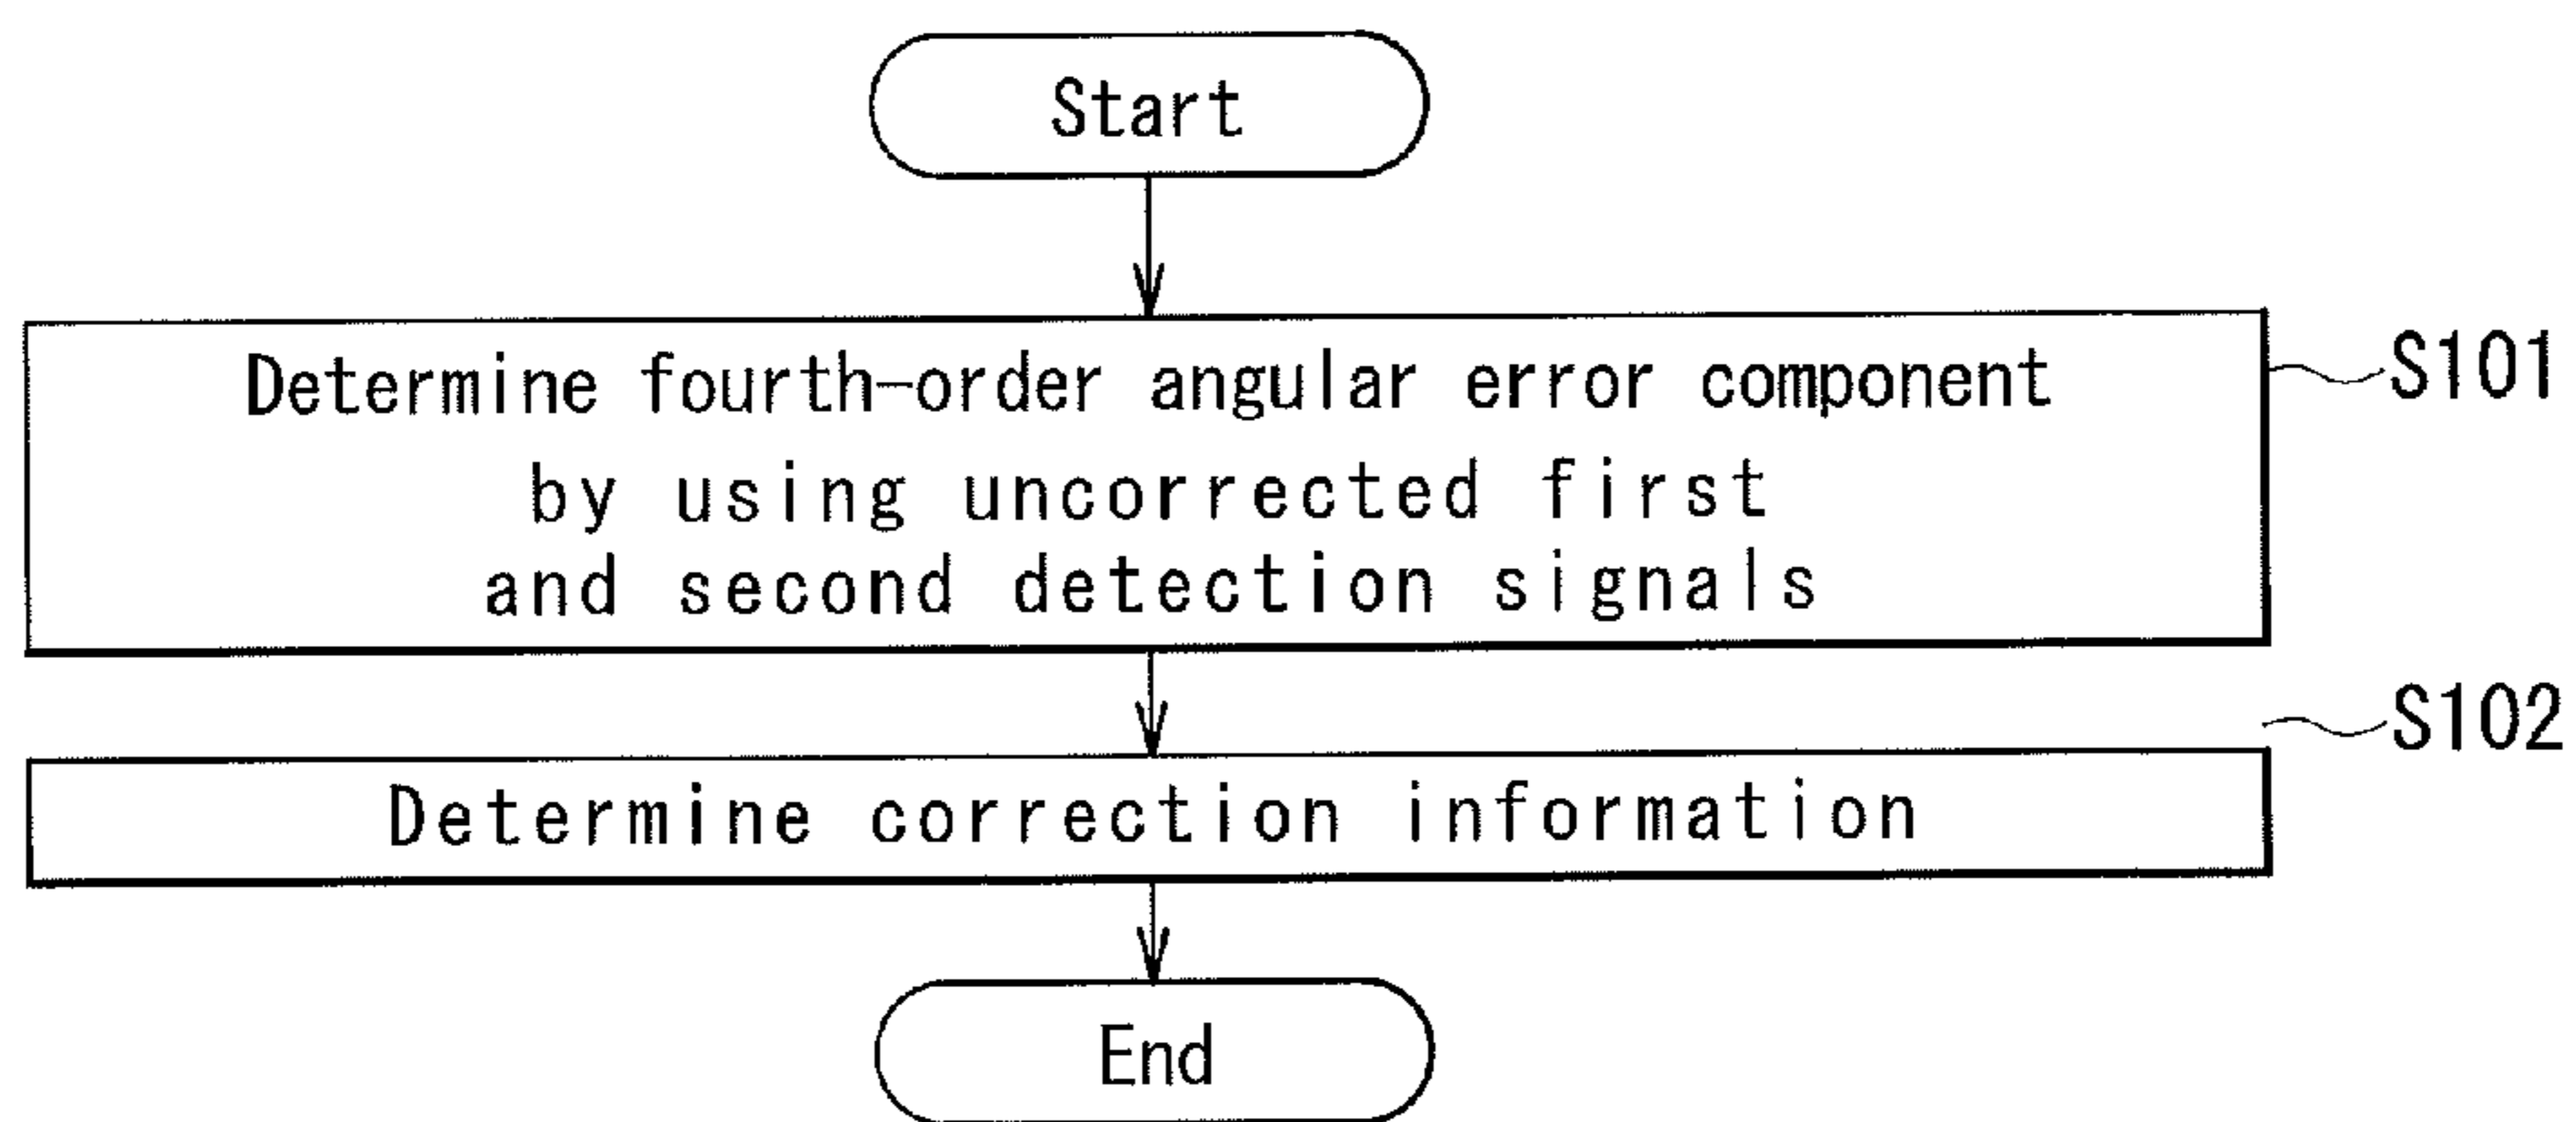 Start
Determine fourth-order angular error component
by using uncorrected first
and second detection signals
S101
S102
Determine correction information
End